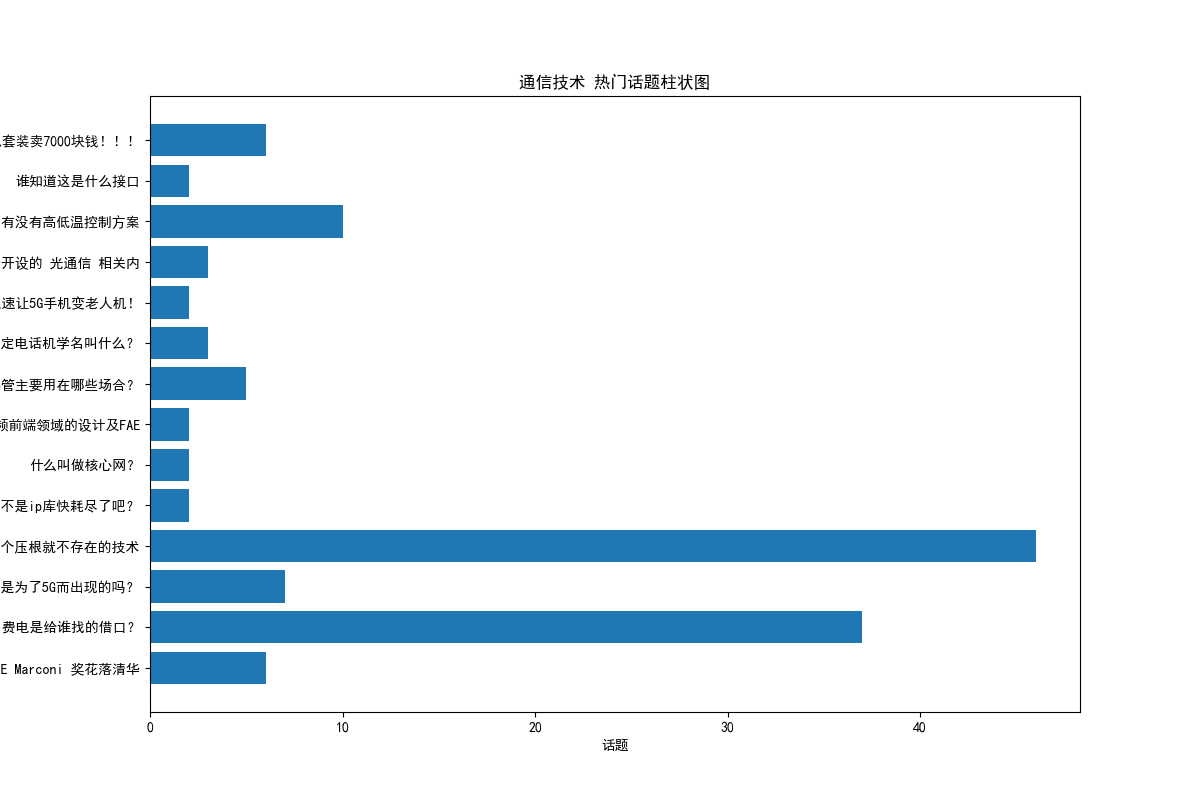 通信技术 热门话题柱状图
套装卖7000块钱！！！
谁知道这是什么接口
有没有高低温控制方案
开设的 光通信 相关内
速让5G手机变老人机！
定电话机学名叫什么？
管主要用在哪些场合？
频前端领域的设计及FAE
什么叫做核心网？
不是ip库快耗尽了吧？
个压根就不存在的技术
是为了5G而出现的吗？
费电是给谁找的借口？
E Marconi 奖花落清华
0 10 20 30 40
话题